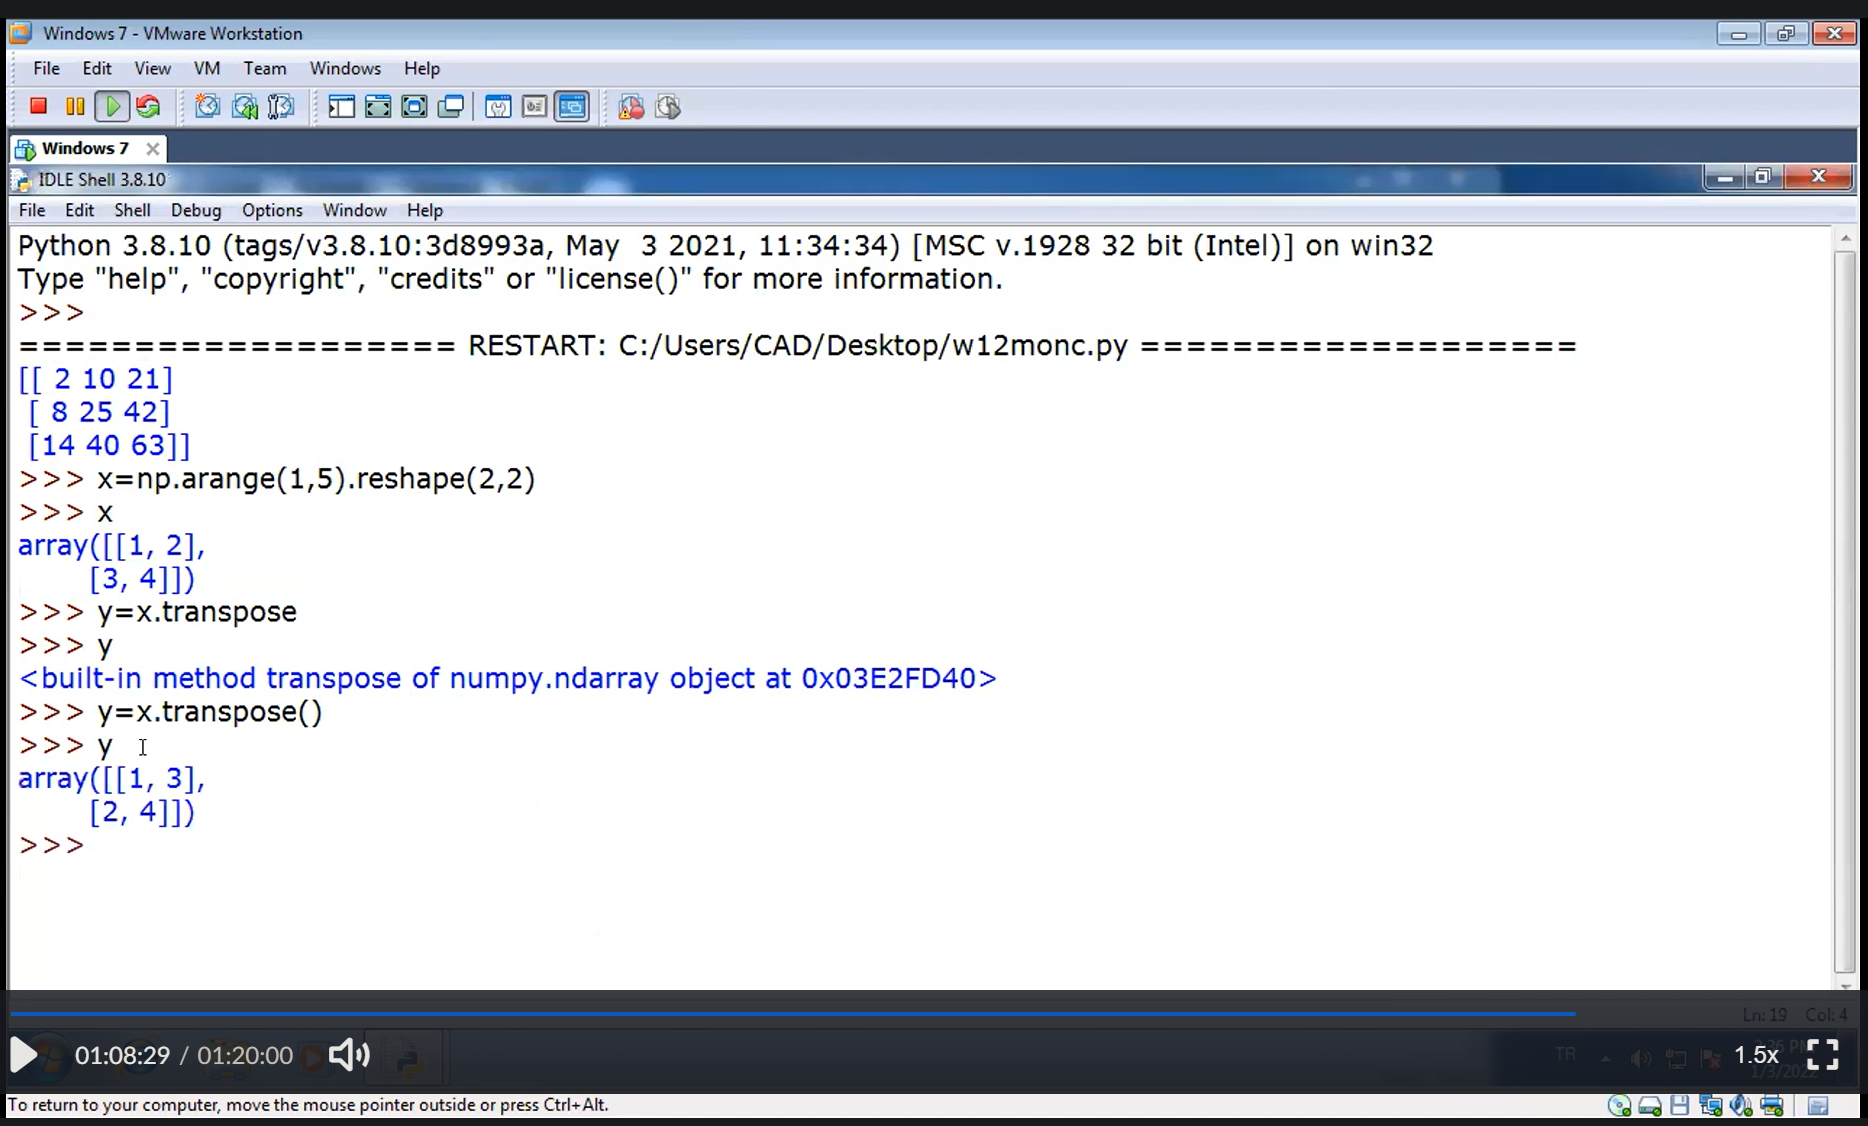 Windows 7 - VMware Workstation
File Edit View VM Team Windows Help
Windows 7
IDLE Shell 3.8.10
File Edit Shell Debug Options Window Help
Python 3.8.10 (tags/v3.8.10:3d8993a, May  3 2021, 11:34:34) [MSC v.1928 32 bit (Intel)] on win32
Type "help", "copyright", "credits" or "license()" for more information.
>>>
=================== RESTART: C:/Users/CAD/Desktop/w12monc.py ===================
[[ 2 10 21]
[ 8 25 42]
[14 40 63]]
>>> x=np.arange(1,5).reshape(2,2)
>>> x
array([[1, 2],
[3, 4]])
>>> y=x.transpose
>>> y
<built-in method transpose of numpy.ndarray object at 0x03E2FD40>
>>> y=x.transpose()
>>> y
array([[1, 3],
[2, 4]])
>>>
Ln: 19 Col: 4
01:08:29 / 01:20:00
TR
1.5x
To return to your computer, move the mouse pointer outside or press Ctrl+Alt.